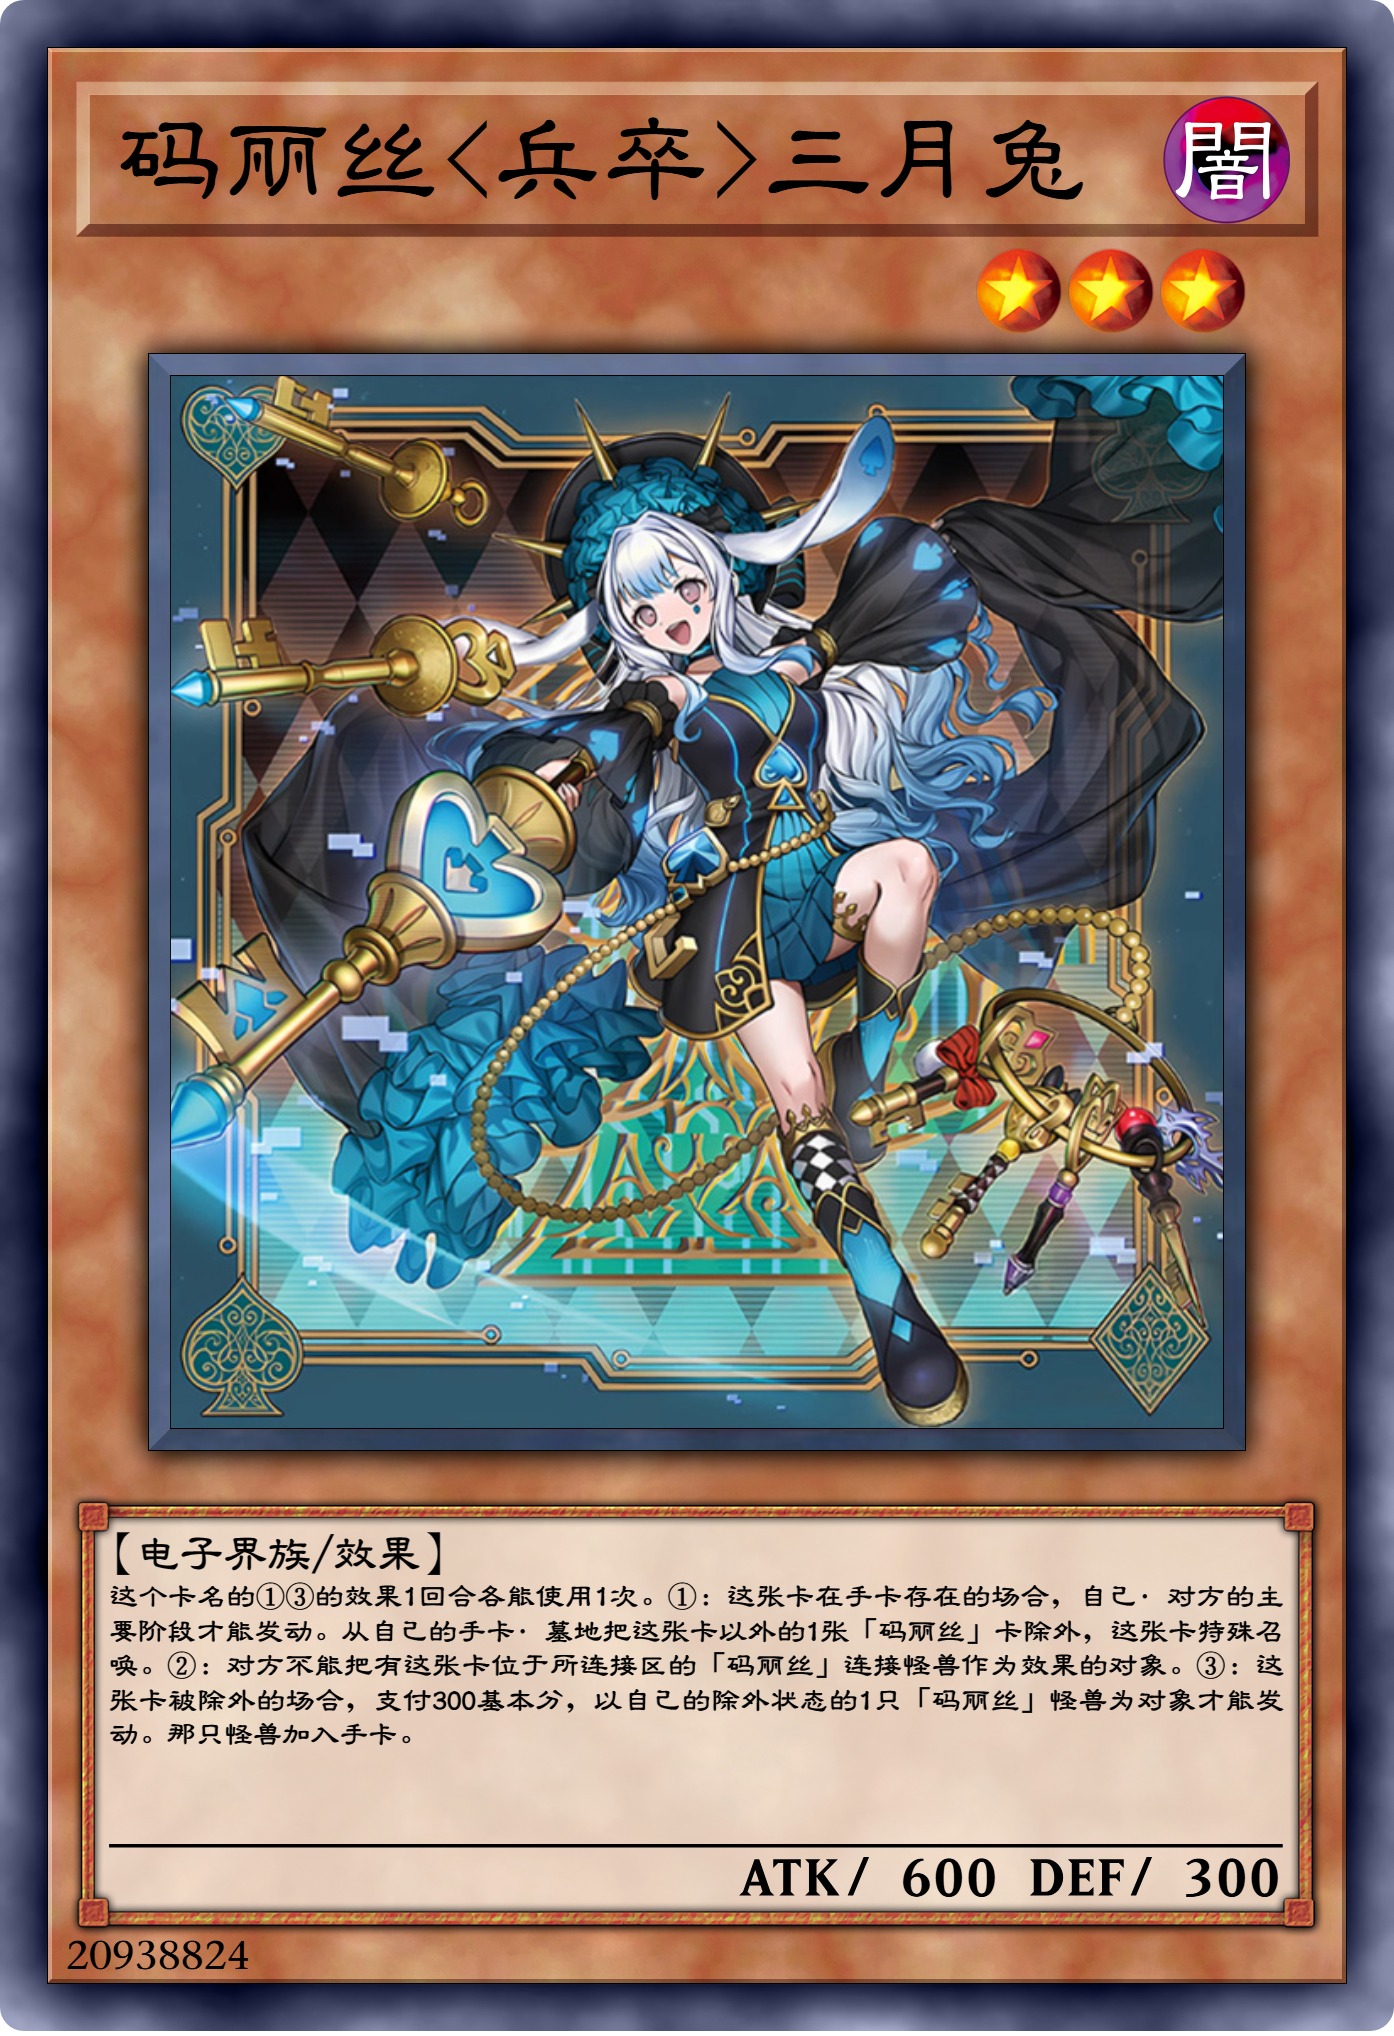 码丽丝<兵卒>三月兔
闇
【电子界族/效果】
这个卡名的①③的效果1回合各能使用1次。①：这张卡在手卡存在的场合，自己·对方的主
要阶段才能发动。从自己的手卡·墓地把这张卡以外的1张「码丽丝」卡除外，这张卡特殊召
唤。②：对方不能把有这张卡位于所连接区的「码丽丝」连接怪兽作为效果的对象。③：这
张卡被除外的场合，支付300基本分，以自己的除外状态的1只「码丽丝」怪兽为对象才能发
动。那只怪兽加入手卡。
ATK/ 600 DEF/ 300
20938824